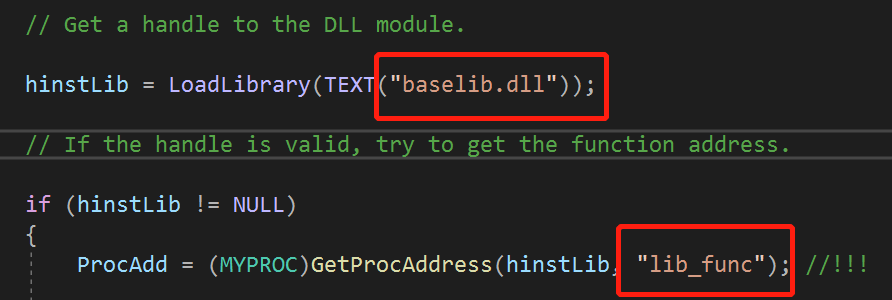 // Get a handle to the DLL module.
hinstLib = LoadLibrary(TEXT("baselib.dll"));
// If the handle is valid, try to get the function address.
if (hinstLib != NULL)
{
ProcAdd = (MYPROC)GetProcAddress(hinstLib, "lib_func"); //!!!